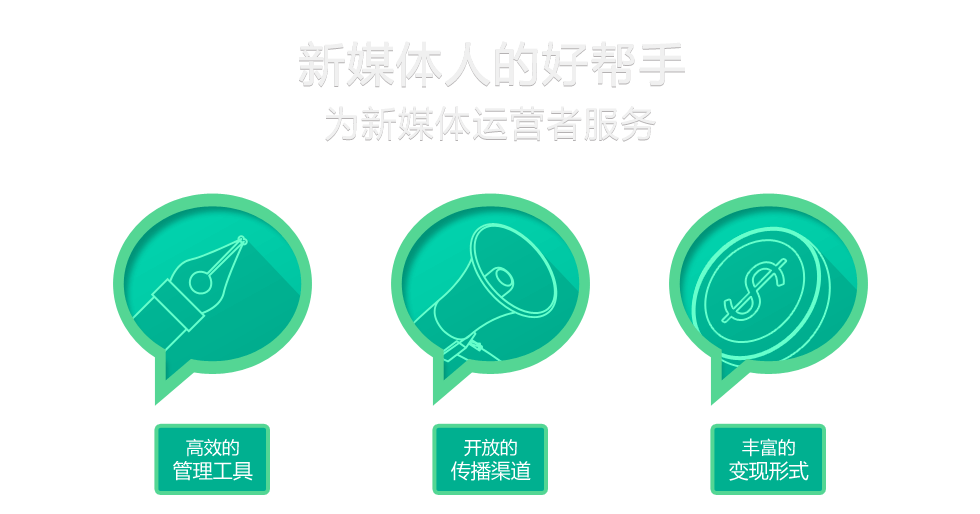 新媒体人的好帮手
为新媒体运营者服务
高效的
管理工具
开放的
传播渠道
丰富的
变现形式